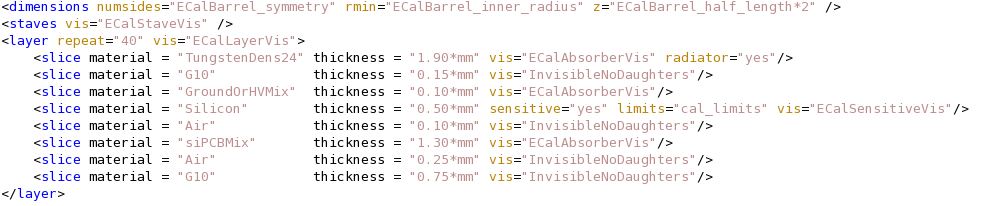 <dimensions numsides="ECalBarrel_symmetry" rmin="ECalBarrel_inner_radius" z="ECalBarrel_half_length*2" />
<staves vis="ECalStaveVis" />
<layer repeat="40" vis="ECalLayerVis">
    <slice material = "TungstenDens24" thickness = "1.90*mm" vis="ECalAbsorberVis" radiator="yes"/>
    <slice material = "G10"            thickness = "0.15*mm" vis="InvisibleNoDaughters"/>
    <slice material = "GroundOrHVMix"  thickness = "0.10*mm" vis="ECalAbsorberVis"/>
    <slice material = "Silicon"        thickness = "0.50*mm" sensitive="yes" limits="cal_limits" vis="ECalSensitiveVis"/>
    <slice material = "Air"            thickness = "0.10*mm" vis="InvisibleNoDaughters"/>
    <slice material = "siPCBMix"       thickness = "1.30*mm" vis="ECalAbsorberVis"/>
    <slice material = "Air"            thickness = "0.25*mm" vis="InvisibleNoDaughters"/>
    <slice material = "G10"            thickness = "0.75*mm" vis="InvisibleNoDaughters"/>
</layer>